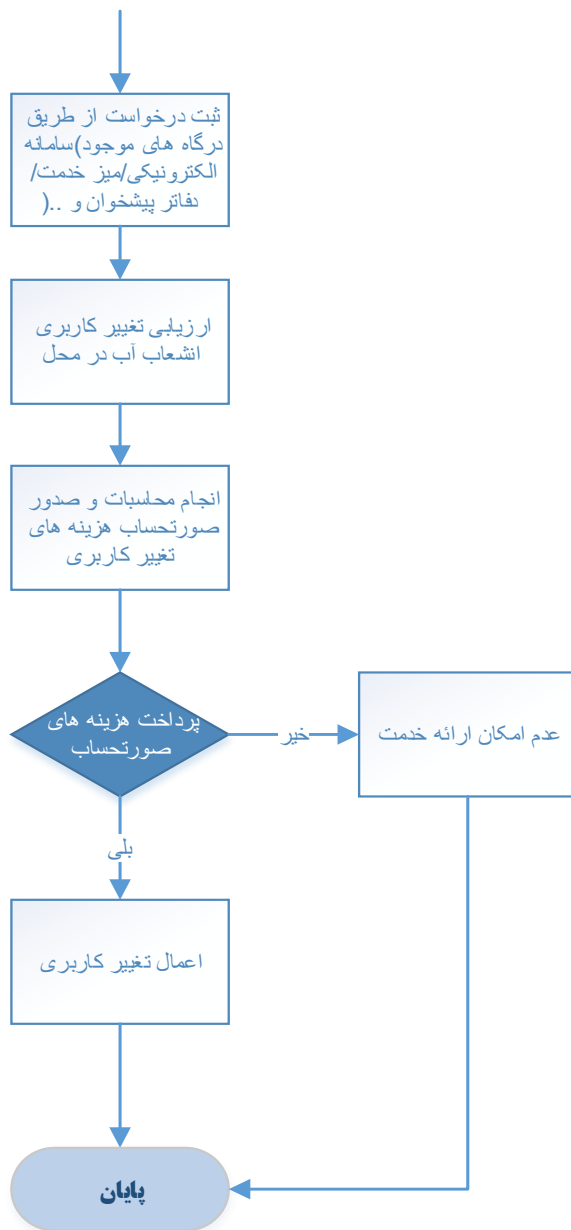 ثبت درخواست از طریق
درگاه های موجود)سامانه
الکترونیکی/میز خدمت/
دفاتر پیشخوان و ..(
ارزیابی تغییر کاربری
انشعاب آب در محل
انجام محاسبات و صدور
صورتحساب هزینه های
تغییر کاربری
پرداخت هزینه های
صورتحساب
خیر
عدم امکان ارائه خدمت
بلی
اعمال تغییر کاربری
پایان